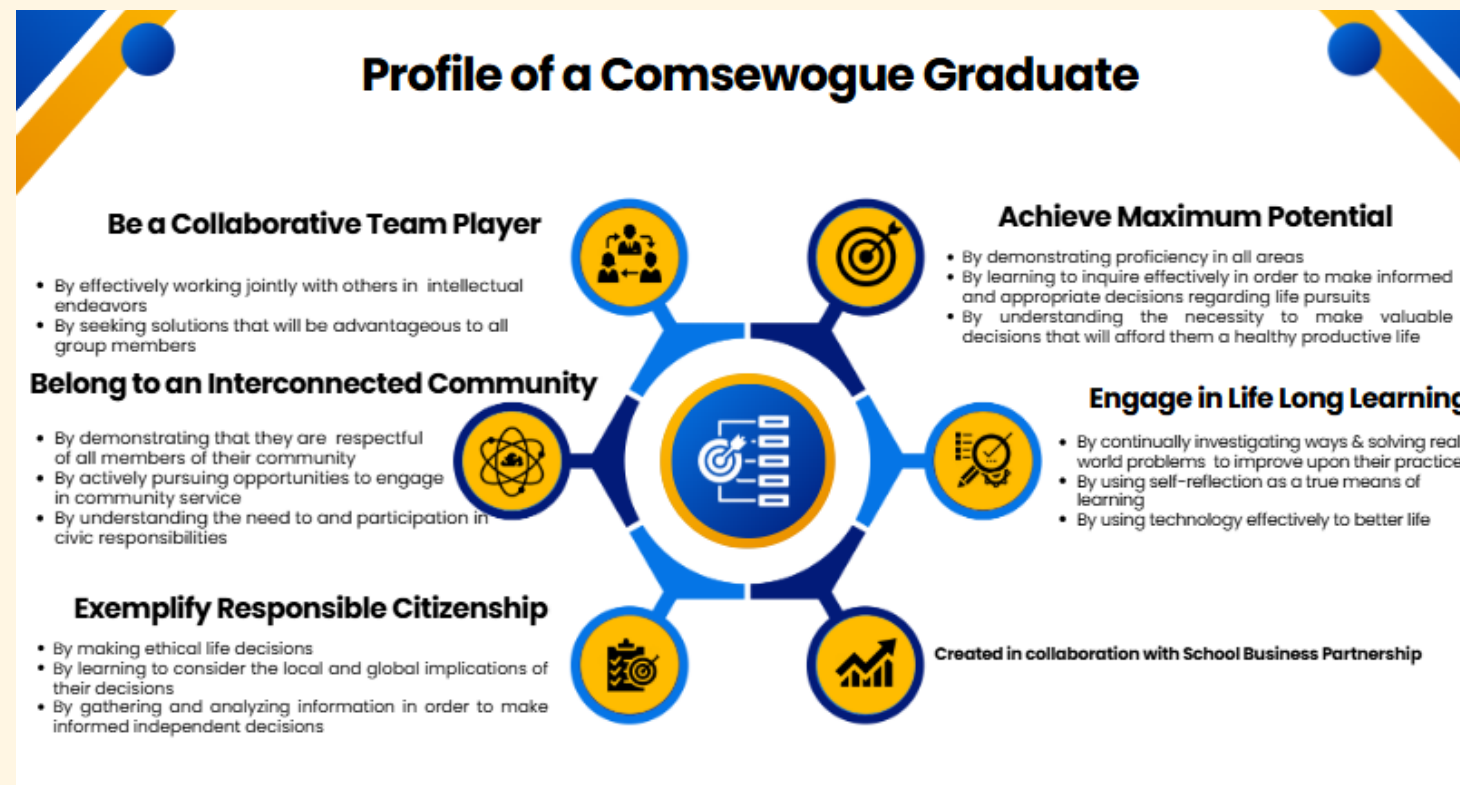 Profile of a Comsewogue Graduate
Be a Collaborative Team Player
• By effectively working jointly with others in intellectual
endeavors
• By seeking solutions that will be advantageous to all
group members
Belong to an Interconnected Community
• By demonstrating that they are respectful
of all members of their community
• By actively pursuing opportunities to engage
in community service
• By understanding the need to and participation in
civic responsibilities
Exemplify Responsible Citizenship
• By making ethical life decisions
• By learning to consider the local and global implications of
their decisions
• By gathering and analyzing information in order to make
informed independent decisions
Achieve Maximum Potential
• By demonstrating proficiency in all areas
• By learning to inquire effectively in order to make informed
and appropriate decisions regarding life pursuits
• By understanding the necessity to make valuable
decisions that will afford them a healthy productive life
Engage in Life Long Learning
• By continually investigating ways & solving real
world problems to improve upon their practice
• By using self-reflection as a true means of
learning
• By using technology effectively to better life
Created in collaboration with School Business Partnership